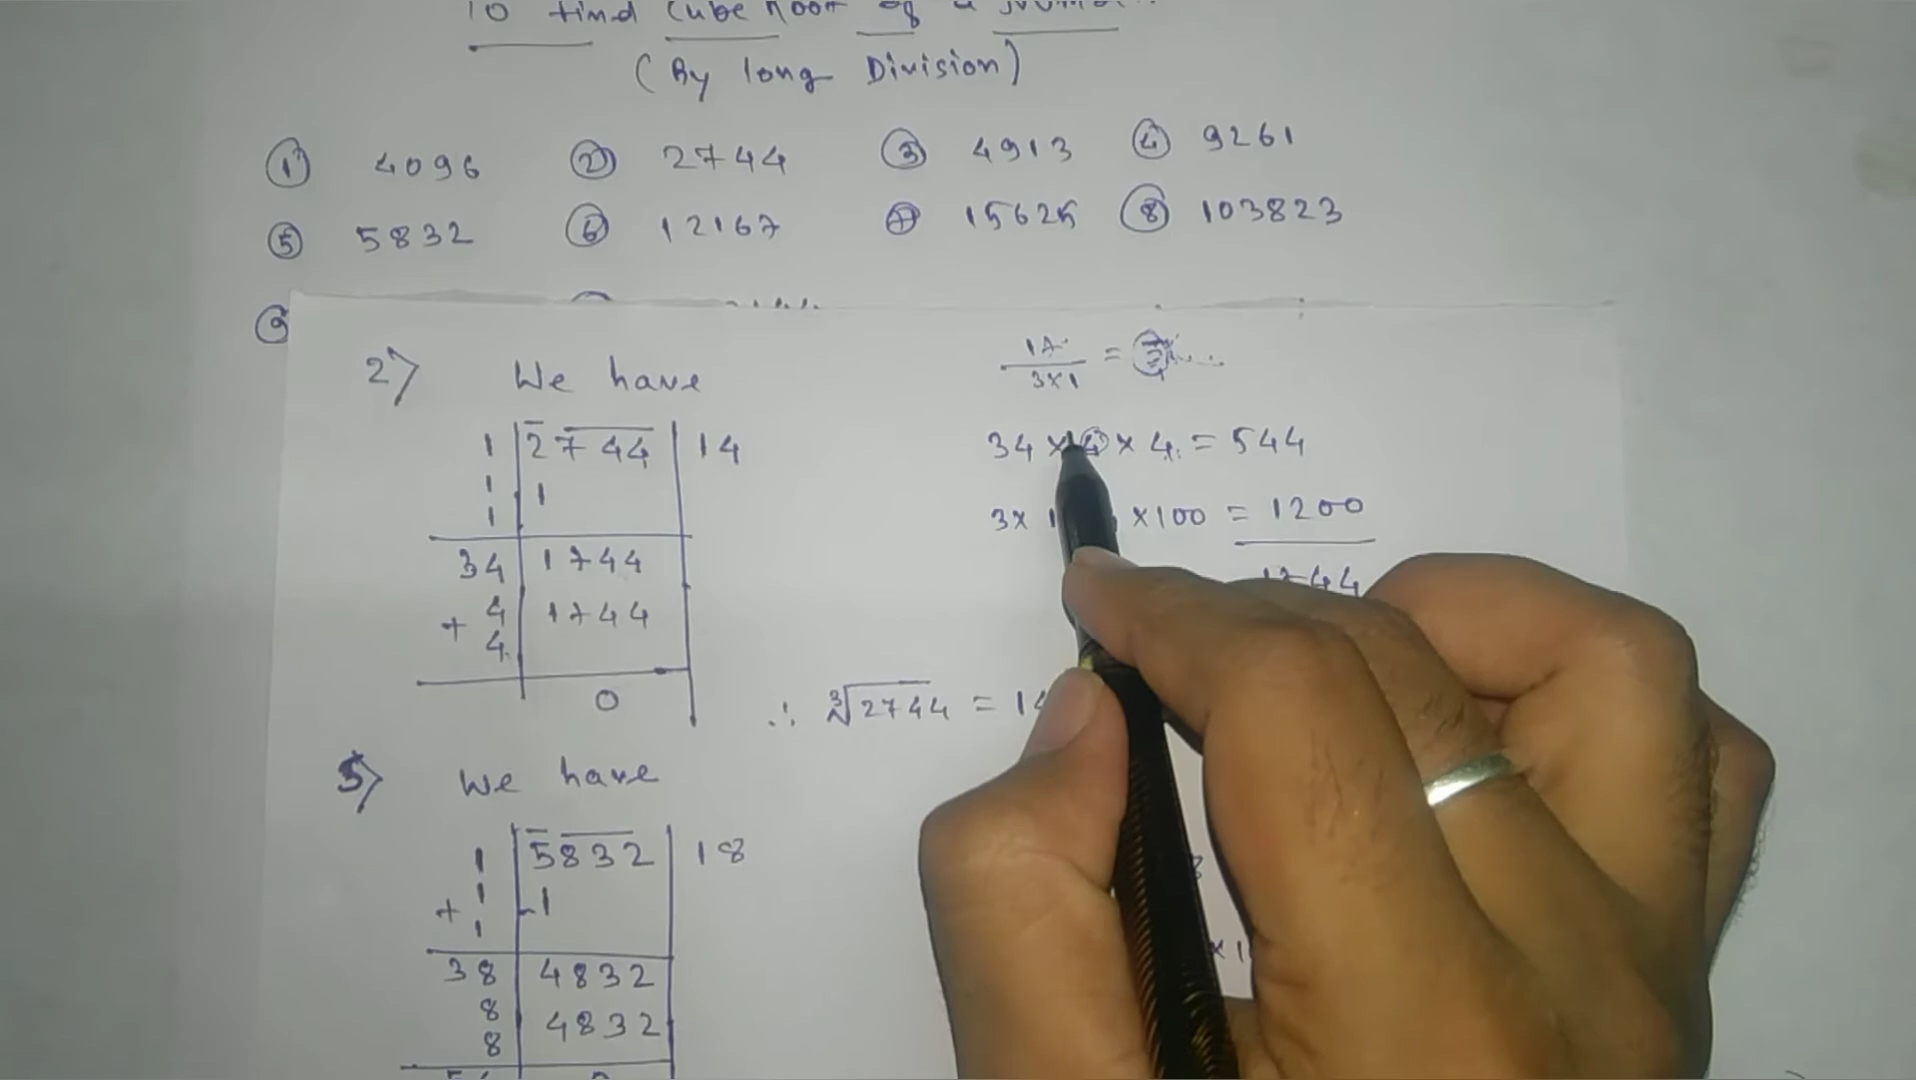 To find Cube Root of a
(By long Division)
① 4096 ② 2744 ③ 4913 ④ 9261
⑤ 5832 ⑥ 12167 ⑦ 15625 ⑧ 103823
⑨
2) We have
1 | 2744 | 14
1 | 1
1
34 | 1744
+ 4 | 1744
4
0
17 / 3×1 =
34 × 4 × 4 = 544
3× 1 ×100 = 1200
1744
∴ ∛2744 = 14
5) We have
1 | 5832 | 18
+ 1 | -1
1
38 | 4832
8 | 4832
8